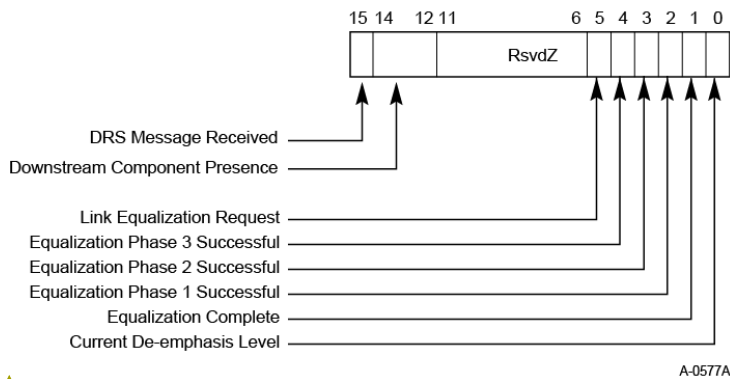 15 14 12 11 6 5 4 3 2 1 0
RsvdZ
DRS Message Received
Downstream Component Presence
Link Equalization Request
Equalization Phase 3 Successful
Equalization Phase 2 Successful
Equalization Phase 1 Successful
Equalization Complete
Current De-emphasis Level
A-0577A